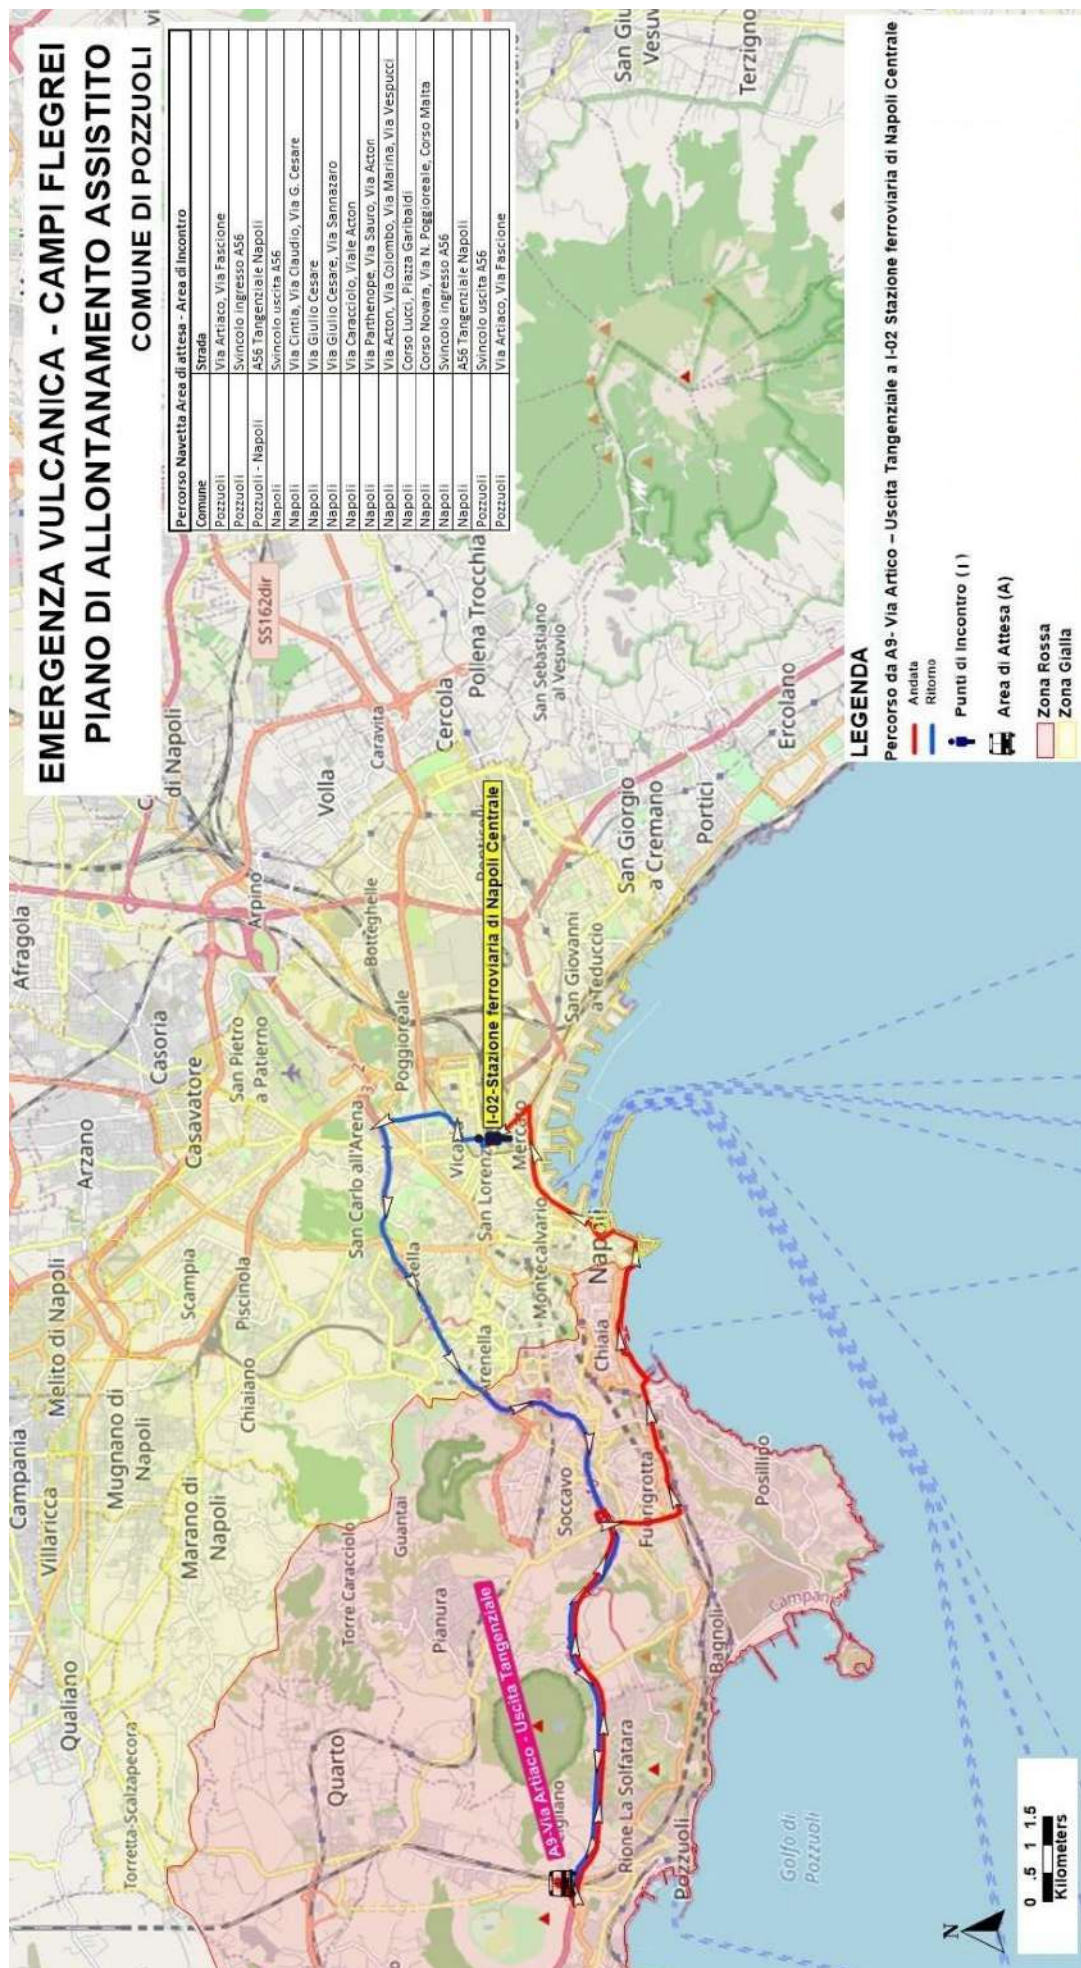 EMERGENZA VULCANICA - CAMPI FLEGREI
PIANO DI ALLONTANAMENTO ASSISTITO
COMUNE DI POZZUOLI
Percorso Navetta Area di attesa - Area di Incontro
Comune Strada
Pozzuoli Via Artiaco, Via Fascione
Pozzuoli Svincolo ingresso A56
Pozzuoli - Napoli A56 Tangenziale Napoli
Napoli Svincolo uscita A56
Napoli Via Cintia, Via Claudio, Via G. Cesare
Napoli Via Giulio Cesare
Napoli Via Giulio Cesare, Via Sannazaro
Napoli Via Caracciolo, Viale Acton
Napoli Via Parthenope, Via Sauro, Via Acton
Napoli Via Acton, Via Colombo, Via Marina, Via Vespucci
Napoli Corso Lucci, Piazza Garibaldi
Napoli Corso Novara, Via N. Poggioreale, Corso Malta
Napoli Svincolo ingresso A56
Napoli A56 Tangenziale Napoli
Pozzuoli Svincolo uscita A56
Pozzuoli Via Artiaco, Via Fascione
Campania
Melito di Napoli
Arzano
Afragola
Villaricca
Mugnano di
Napoli
Scampia
Casavatore
Casoria
di Napoli
SS162dir
Qualiano
Marano di
Napoli
Chiaiano
Piscinola
San Pietro
a Patierno
Arpino
Torretta-Scalzapecora
Volla
Caravita
San Carlo all'Arena
Botteghelle
Poggioreale
Torre Caracciolo
Guantai
Cercola
Pollena Trocchia
San Sebastiano
al Vesuvio
San Giu
Vesuv
Terzigno
Quarto
Pianura
Arenella
San Lorenz
Mercato
I-02-Stazione ferroviaria di Napoli Centrale
A9-Via Artiaco - Uscita Tangenziale
Soccavo
Montecalvario
Napoli
Chiaia
San Giovanni
a Teduccio
San Giorgio
a Cremano
Portici
Ercolano
Fuorigrotta
Posillipo
Rione La Solfatara
Bagnoli
Campania
Pozzuoli
Golfo di
Pozzuoli
LEGENDA
Percorso da A9- Via Artico – Uscita Tangenziale a I-02 Stazione ferroviaria di Napoli Centrale
Andata
Ritorno
Punti di Incontro ( I )
Area di Attesa (A)
Zona Rossa
Zona Gialla
N
0 .5 1 1.5
Kilometers